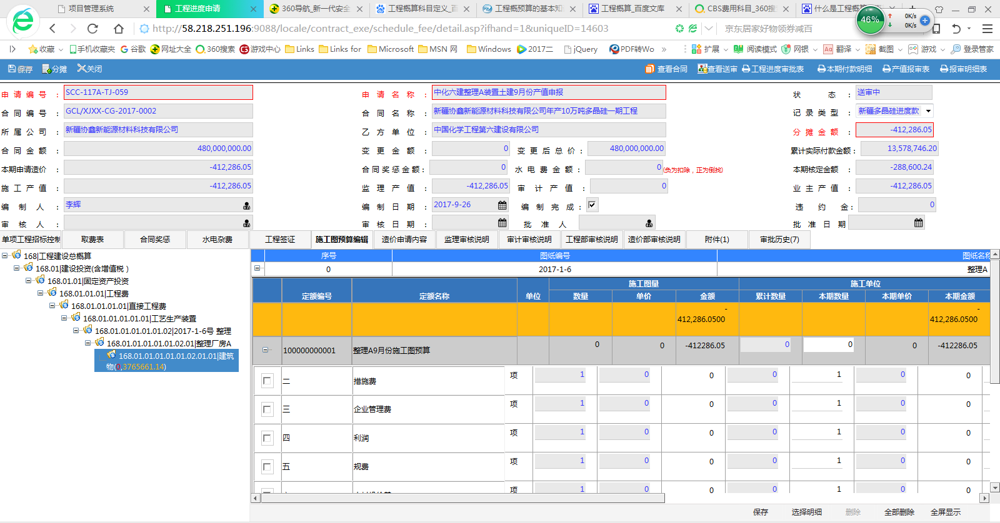 项目管理系统
工程进度申请
360导航_新一代安全
工程概算科目定义_百
工程概预算的基本知
工程概算_百度文库
CBS费用科目_360搜
什么是工程概
46%
0K/s
0K/s
http://58.218.251.196:9088/locale/contract_exe/schedule_fee/detail.asp?ifhand=1&uniqueID=14603
京东居家好物领券减百
收藏
手机收藏夹
谷歌
网址大全
360搜索
游戏中心
Links
Links for
Microsoft
MSN 网
Windows
2017二
jQuery
PDF转Wo
»
扩展
阅读模式
网银
翻译
截图
游戏
登录管家
保存
分摊
关闭
查看合同
查看送审
工程进度审批表
本期付款明细
产值报审表
报审明细表
申请编号： SCC-117A-TJ-059
申请名称： 中化六建整理A装置土建9月份产值申报
状态： 送审中
合同编号： GCL/XJXX-CG-2017-0002
合同名称： 新疆协鑫新能源材料科技有限公司年产10万吨多晶硅一期工程
记录类型： 新疆多晶硅进度款
所属公司： 新疆协鑫新能源材料科技有限公司
乙方单位： 中国化学工程第六建设有限公司
分摊金额： -412,286.05
合同金额： 480,000,000.00
变更金额： 0
变更后总价： 480,000,000.00
累计实际付款金额： 13,578,746.20
本期申请造价： -412,286.05
合同奖惩金额： 0
水电费金额： 0 (负为扣除，正为倒找)
本期核定金额： -288,600.24
施工产值： -412,286.05
监理产值： -412,286.05
审计产值： 0
业主产值： -412,286.05
编制人： 李辉
编制日期： 2017-9-26
编制完成：
违约金： 0
审核人：
审核日期：
批准人
批准日期
单项工程招标控制
取费表
合同奖惩
水电杂费
工程签证
施工图预算编辑
造价申请内容
监理审核说明
审计审核说明
工程部审核说明
造价部审核说明
附件(1)
审批历史(7)
168|工程建设总概算
168.01|建设投资(含增值税）
168.01.01|固定资产投资
168.01.01.01|工程费
168.01.01.01.01|直接工程费
168.01.01.01.01.01|工艺生产装置
168.01.01.01.01.01.02|2017-1-6号 整理
168.01.01.01.01.01.02.01|整理厂房A
168.01.01.01.01.01.02.01.01|建筑
物(0,3765661.14)
序号 图纸编号 图纸名称
0 2017-1-6 整理A
定额编号 定额名称 单位 施工图量 施工单位
数量 单价 金额 累计数量 本期数量 本期单价 本期金额
-
412,286.0500
-
412,286.0500
100000000001 整理A9月份施工图预算 0 0 -412286.05 0 0 0 -412286.05
二 措施费 项 1 0 0 0 1 0 0
三 企业管理费 项 1 0 0 0 1 0 0
四 利润 项 1 0 0 0 1 0 0
五 规费 项 1 0 0 0 1 0 0
项 1 0 0 0 1 0 0
保存
选择明细
删除
全部删除
全屏显示